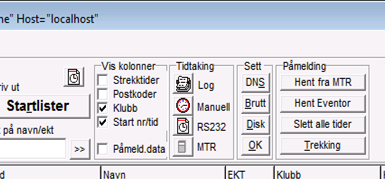 ne" Host="localhost"
riv ut
Startlister
t på navn/ekt
>>
Vis kolonner
Strekktider
Postkoder
Klubb
Start nr/tid
Påmeld.data
Tidtaking
Log
Manuell
RS232
MTR
Sett
DNS
Brutt
Disk
OK
Påmelding
Hent fra MTR
Hent Eventor
Slett alle tider
Trekking
d Navn EKT Klubb